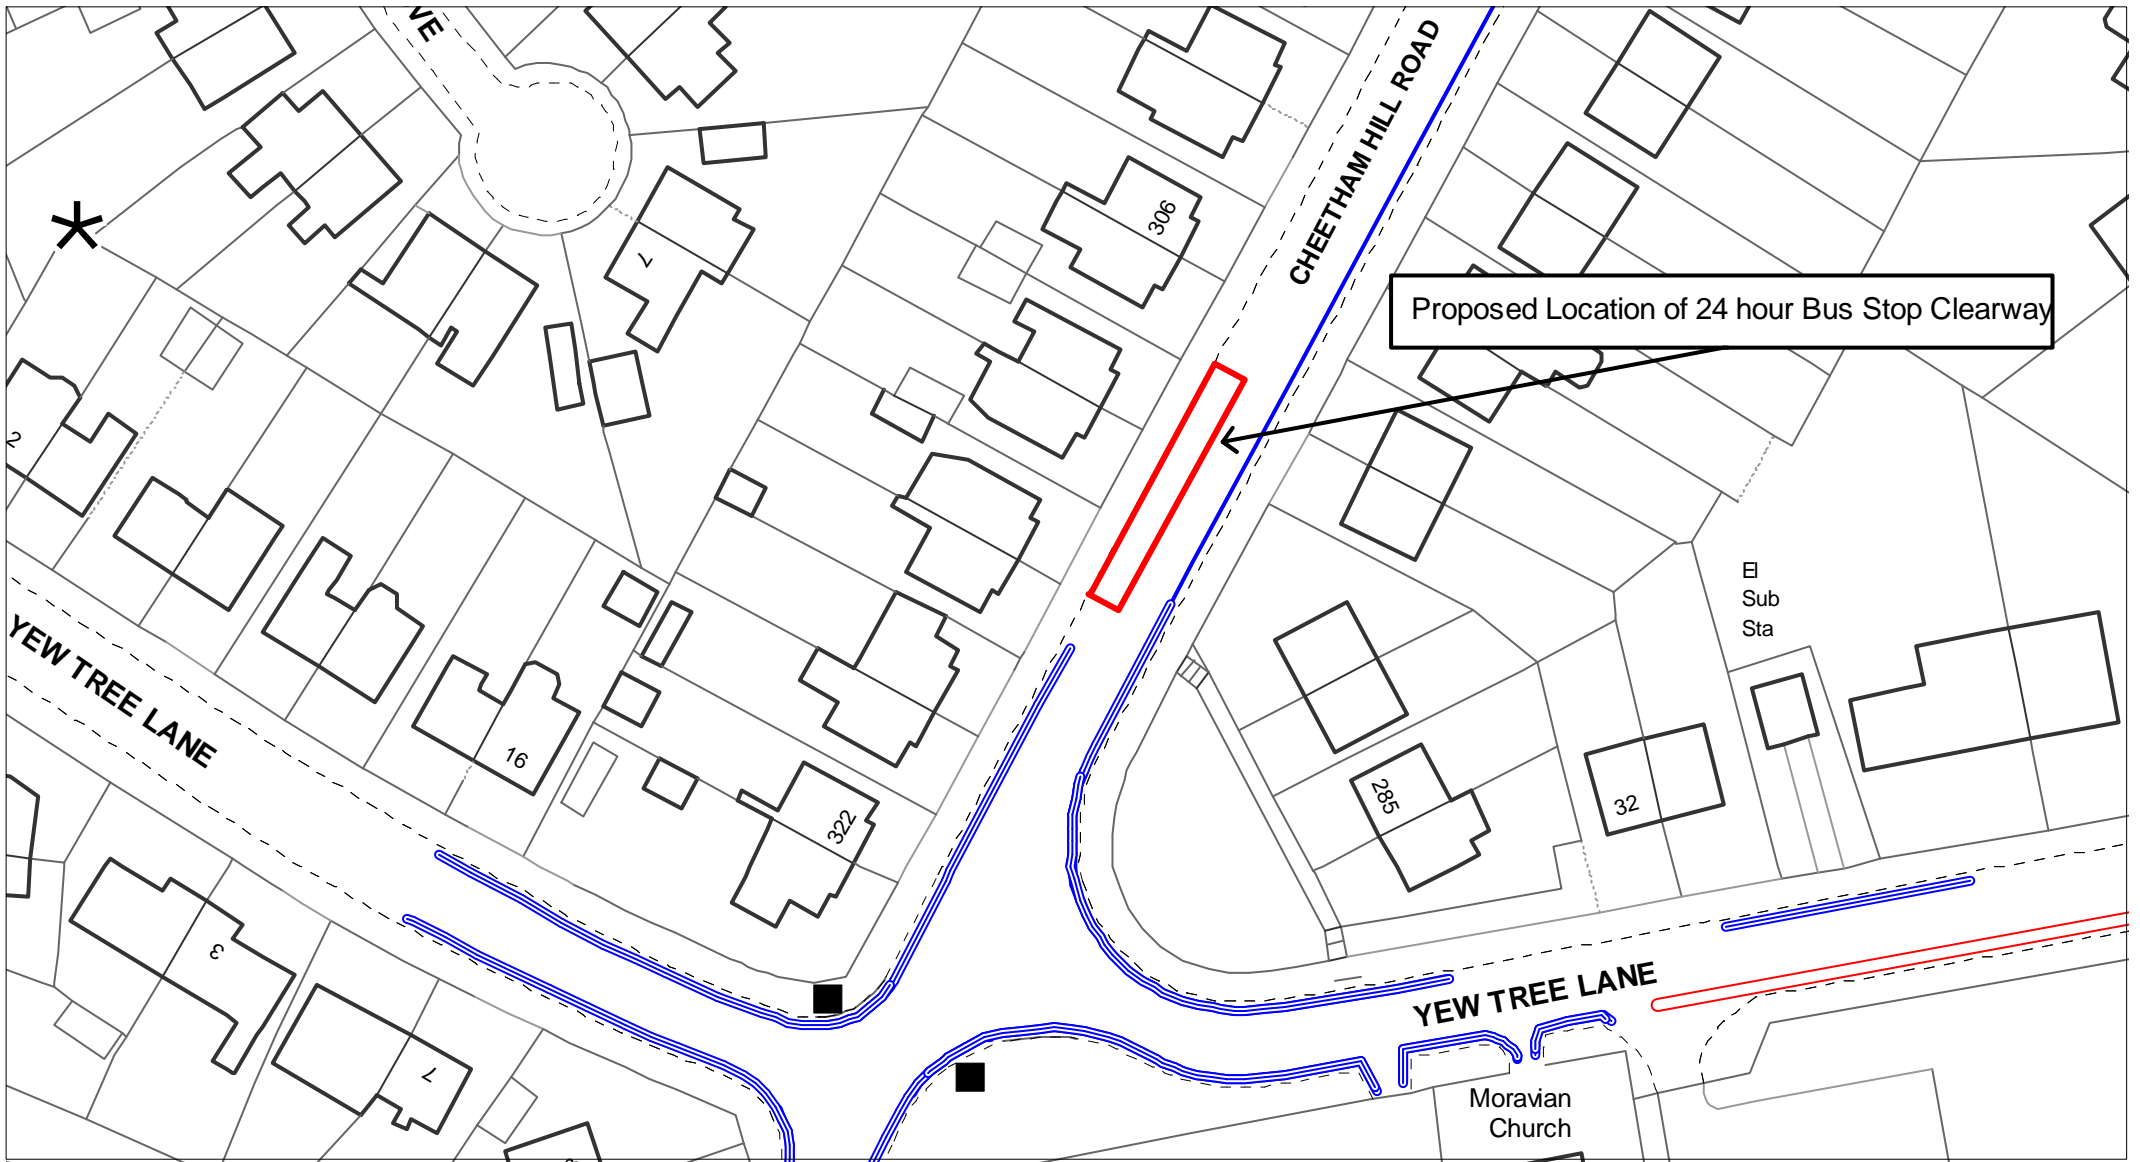 VE
CHEETHAM HILL ROAD
306
7
Proposed Location of 24 hour Bus Stop Clearway
2
El
Sub
Sta
YEW TREE LANE
16
322
285
32
3
YEW TREE LANE
7
Moravian
Church